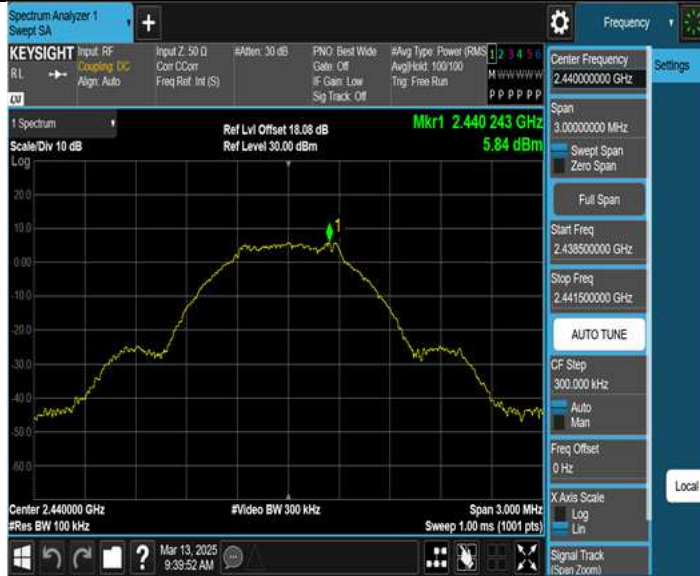 Spectrum Analyzer 1
Swept SA
+
Frequency
KEYSIGHT
RL
Input: RF
Coupling: DC
Align: Auto
Input Z: 50 Ω
Corr CCorr
Freq Ref: Int (S)
#Atten: 30 dB
PNO: Best Wide
Gate: Off
IF Gain: Low
Sig Track: Off
#Avg Type: Power (RMS
Avg|Hold: 100/100
Trig: Free Run
1 2 3 4 5 6
M W W W W W
P P P P P P
1 Spectrum
Scale/Div 10 dB
Log
Ref Lvl Offset 18.08 dB
Ref Level 30.00 dBm
Mkr1 2.440 243 GHz
5.84 dBm
20.0
10.0
0.00
-10.0
-20.0
-30.0
-40.0
-50.0
-60.0
1
Center 2.440000 GHz
#Res BW 100 kHz
#Video BW 300 kHz
Span 3.000 MHz
Sweep 1.00 ms (1001 pts)
?
Mar 13, 2025
9:39:52 AM
Center Frequency
2.440000000 GHz
Settings
Span
3.00000000 MHz
Swept Span
Zero Span
Full Span
Start Freq
2.438500000 GHz
Stop Freq
2.441500000 GHz
AUTO TUNE
CF Step
300.000 kHz
Auto
Man
Freq Offset
0 Hz
X Axis Scale
Log
Lin
Local
Signal Track
(Span Zoom)